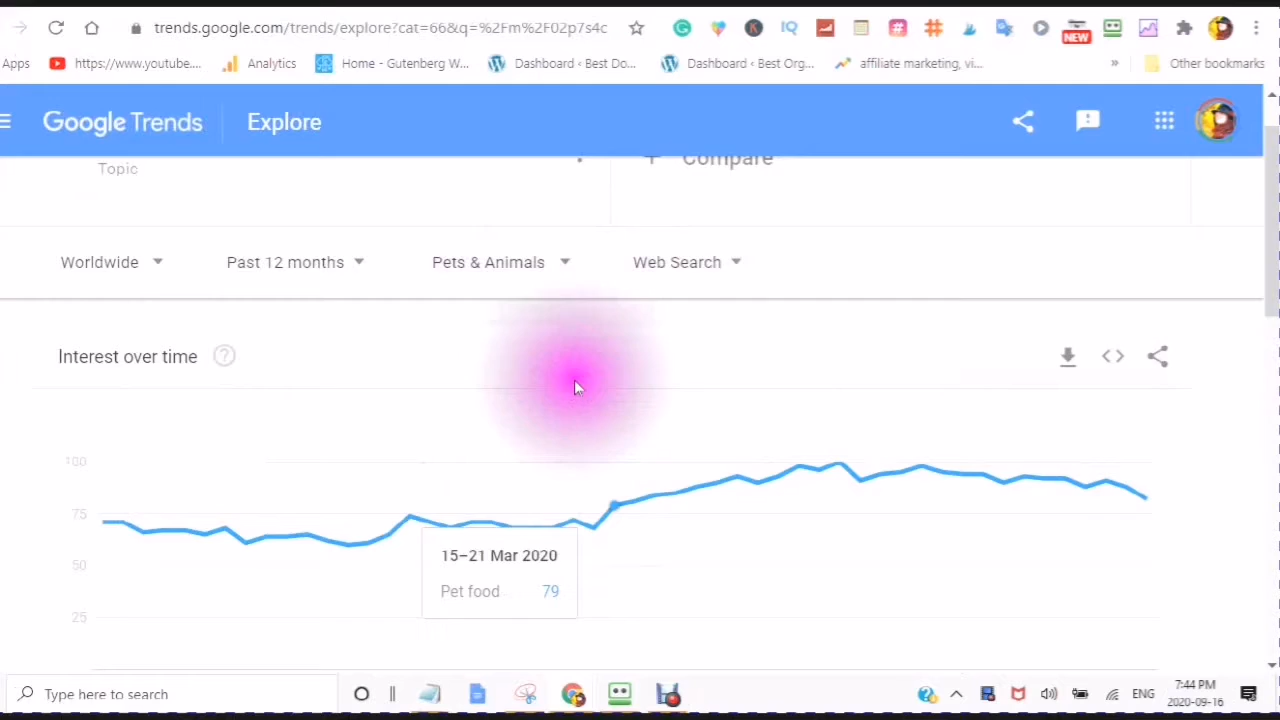 trends.google.com/trends/explore?cat=66&q=%2Fm%2F02p7s4c
NEW
Apps https://www.youtube.... Analytics Home - Gutenberg W... Dashboard ‹ Best Do... Dashboard ‹ Best Org... affiliate marketing, vi... » Other bookmarks
Google Trends Explore
Topic
+ Compare
Worldwide Past 12 months Pets & Animals Web Search
Interest over time ?
100
75
50
25
15–21 Mar 2020
Pet food 79
Type here to search
ENG
7:44 PM
2020-09-16